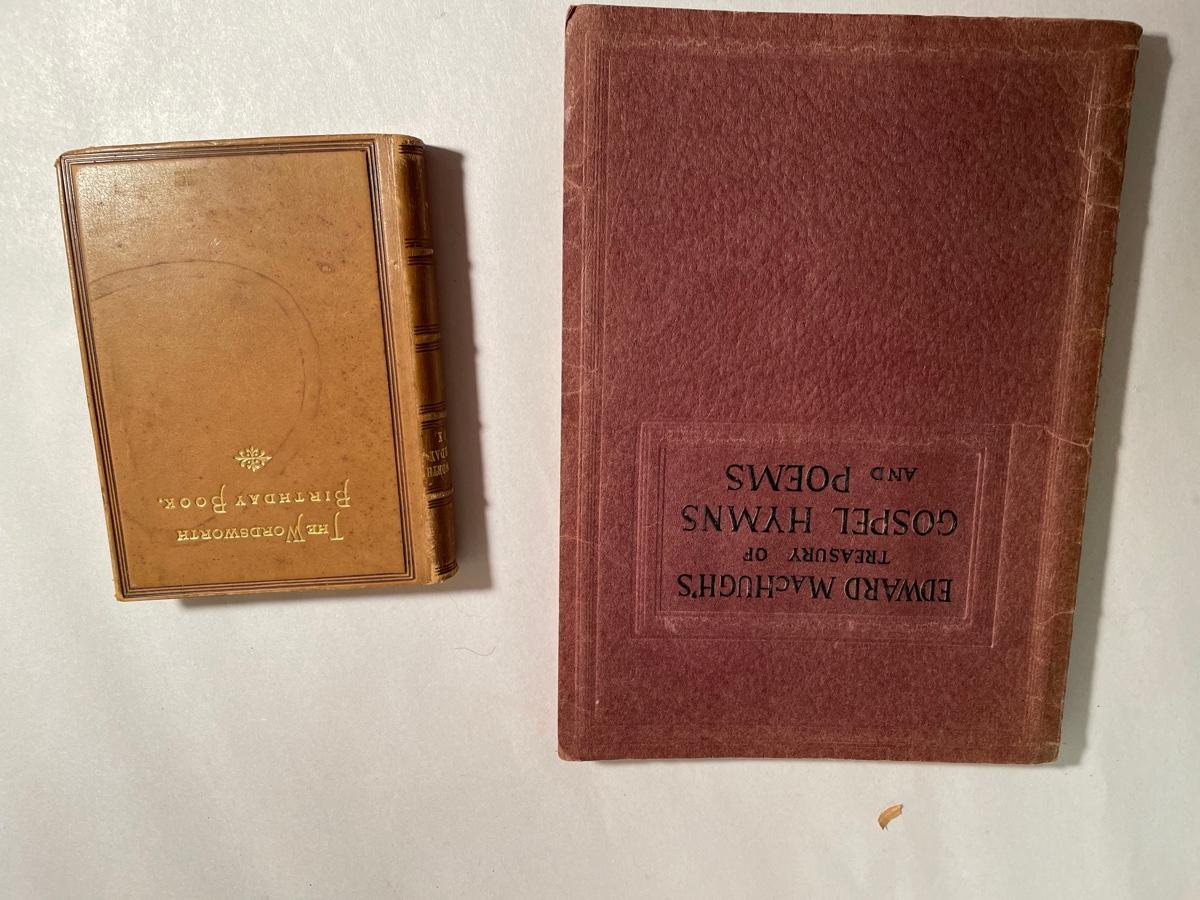 THE WORDSWORTH
BIRTHDAY BOOK.
EDWARD MACHUGH'S
TREASURY OF
GOSPEL HYMNS
AND POEMS